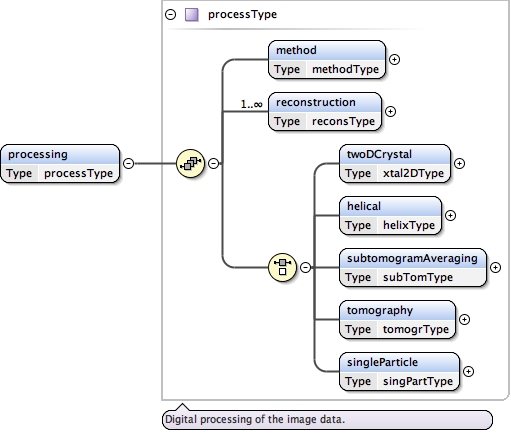 processType
method
Type methodType
1..∞
reconstruction
Type reconsType
processing
Type processType
twoDCrystal
Type xtal2DType
helical
Type helixType
subtomogramAveraging
Type subTomType
tomography
Type tomogrType
singleParticle
Type singPartType
Digital processing of the image data.